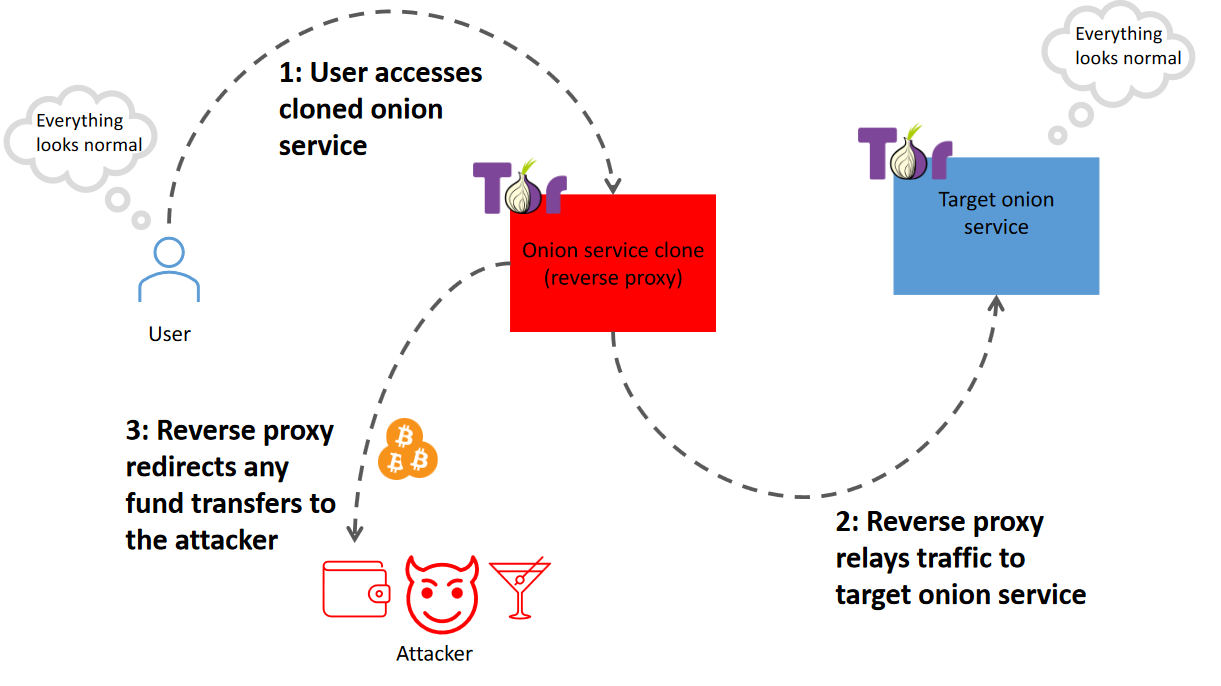 Everything
looks normal
1: User accesses
cloned onion
service
Everything
looks normal
Tor
Tor
Target onion
service
Onion service clone
(reverse proxy)
User
3: Reverse proxy
redirects any
fund transfers to
the attacker
2: Reverse proxy
relays traffic to
target onion service
Attacker